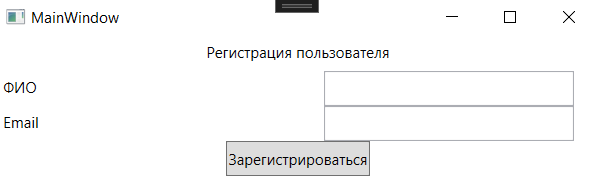 MainWindow
Регистрация пользователя
ФИО
Email
Зарегистрироваться